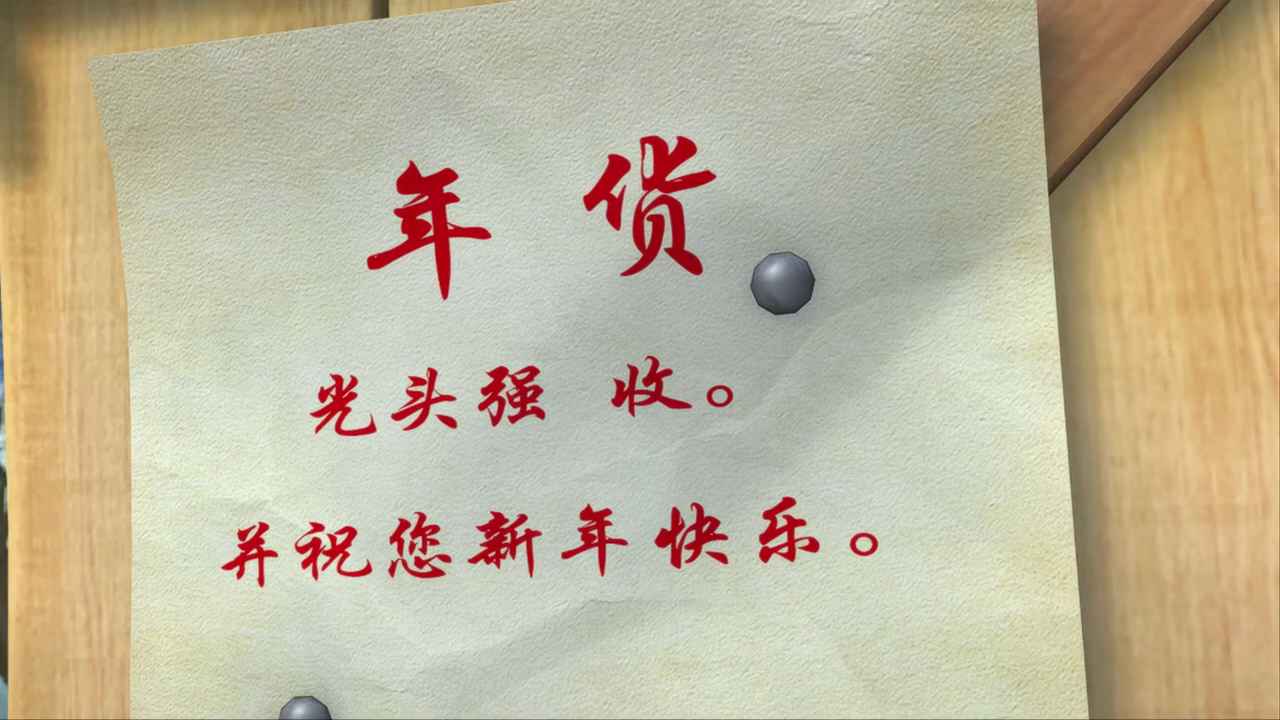 年 货
光头强 收。
并祝您新年快乐。